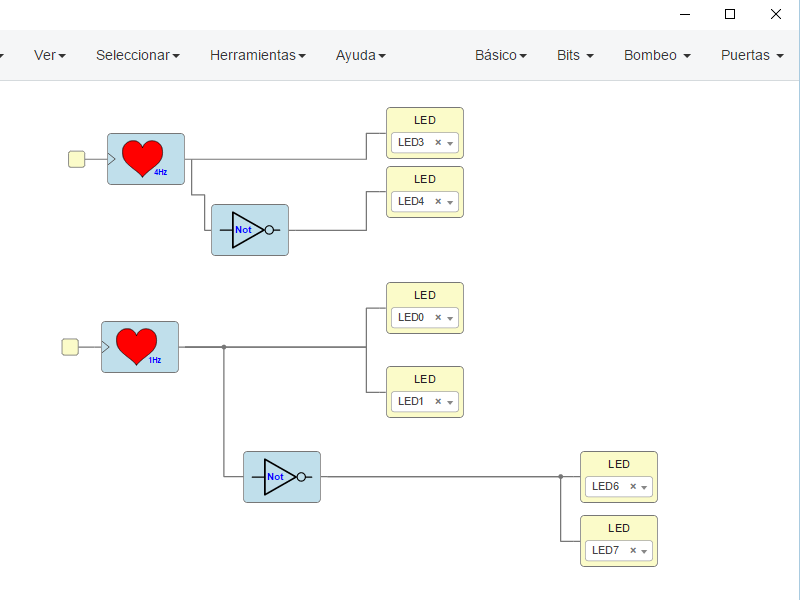 Ver Seleccionar Herramientas Ayuda Básico Bits Bombeo Puertas
LED
LED3 ×
4Hz
LED
LED4 ×
Not
LED
LED0 ×
1Hz
LED
LED1 ×
Not
LED
LED6 ×
LED
LED7 ×